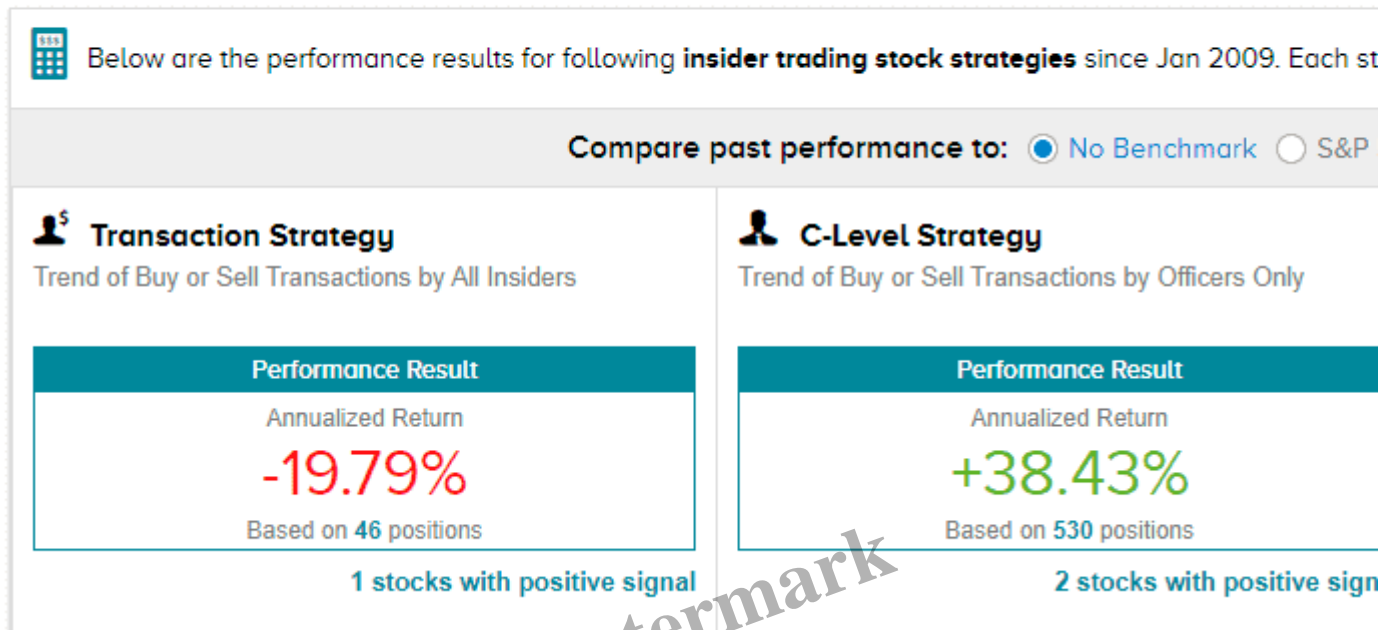 $$$
Below are the performance results for following insider trading stock strategies since Jan 2009. Each
Compare past performance to: No Benchmark S&P
$
Transaction Strategy
Trend of Buy or Sell Transactions by All Insiders
Performance Result
Annualized Return
-19.79%
Based on 46 positions
1 stocks with positive signal
C-Level Strategy
Trend of Buy or Sell Transactions by Officers Only
Performance Result
Annualized Return
+38.43%
Based on 530 positions
2 stocks with positive